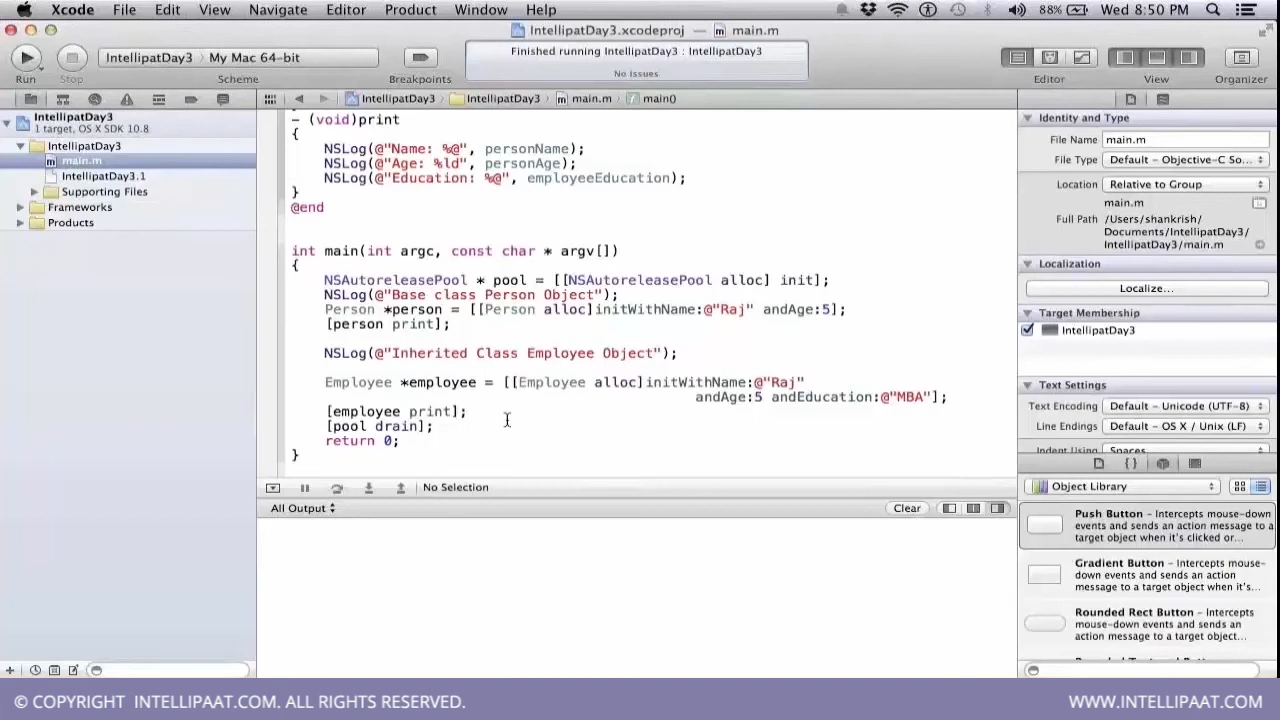 Xcode File Edit View Navigate Editor Product Window Help 88% Wed 8:50 PM
IntellipatDay3.xcodeproj — main.m
IntellipatDay3 > My Mac 64-bit
Finished running IntellipatDay3 : IntellipatDay3
No Issues
Run Stop Scheme Breakpoints Editor View Organizer
IntellipatDay3 IntellipatDay3 main.m main()
IntellipatDay3
1 target, OS X SDK 10.8
IntellipatDay3
main.m
IntellipatDay3.1
Supporting Files
Frameworks
Products
- (void)print
{
NSLog(@"Name: %@", personName);
NSLog(@"Age: %ld", personAge);
NSLog(@"Education: %@", employeeEducation);
}
@end
int main(int argc, const char * argv[])
{
NSAutoreleasePool * pool = [[NSAutoreleasePool alloc] init];
NSLog(@"Base class Person Object");
Person *person = [[Person alloc]initWithName:@"Raj" andAge:5];
[person print];
NSLog(@"Inherited Class Employee Object");
Employee *employee = [[Employee alloc]initWithName:@"Raj"
andAge:5 andEducation:@"MBA"];
[employee print];
[pool drain];
return 0;
}
No Selection
All Output
Clear
Identity and Type
File Name main.m
File Type Default - Objective-C So...
Location Relative to Group
main.m
Full Path /Users/shankrish/
Documents/IntellipatDay3/
IntellipatDay3/main.m
Localization
Localize...
Target Membership
IntellipatDay3
Text Settings
Text Encoding Default - Unicode (UTF-8)
Line Endings Default - OS X / Unix (LF)
Indent Using Spaces
{ }
Object Library
Push Button - Intercepts mouse-down
events and sends an action message to a
target object when it's clicked or...
Gradient Button - Intercepts mouse-
down events and sends an action
message to a target object when it's...
Rounded Rect Button - Intercepts
mouse-down events and sends an
action message to a target object...
© COPYRIGHT INTELLIPAAT.COM. ALL RIGHTS RESERVED.
WWW.INTELLIPAAT.COM